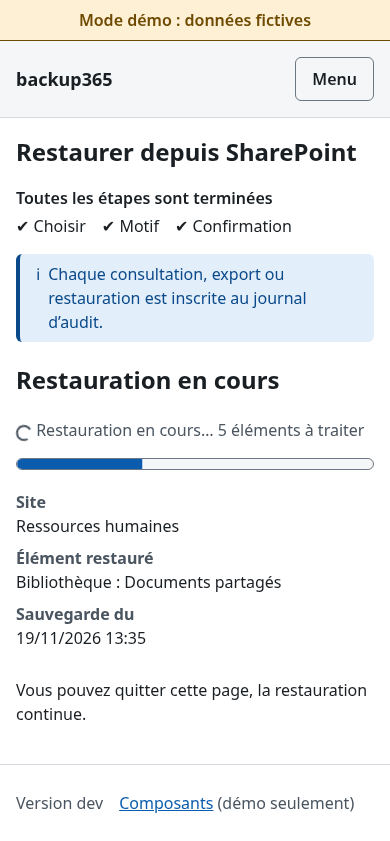 Mode démo : données fictives
backup365
Menu
Restaurer depuis SharePoint
Toutes les étapes sont terminées
✔ Choisir ✔ Motif ✔ Confirmation
i Chaque consultation, export ou
restauration est inscrite au journal
d’audit.
Restauration en cours
Restauration en cours... 5 éléments à traiter
Site
Ressources humaines
Élément restauré
Bibliothèque : Documents partagés
Sauvegarde du
19/11/2026 13:35
Vous pouvez quitter cette page, la restauration
continue.
Version dev Composants (démo seulement)